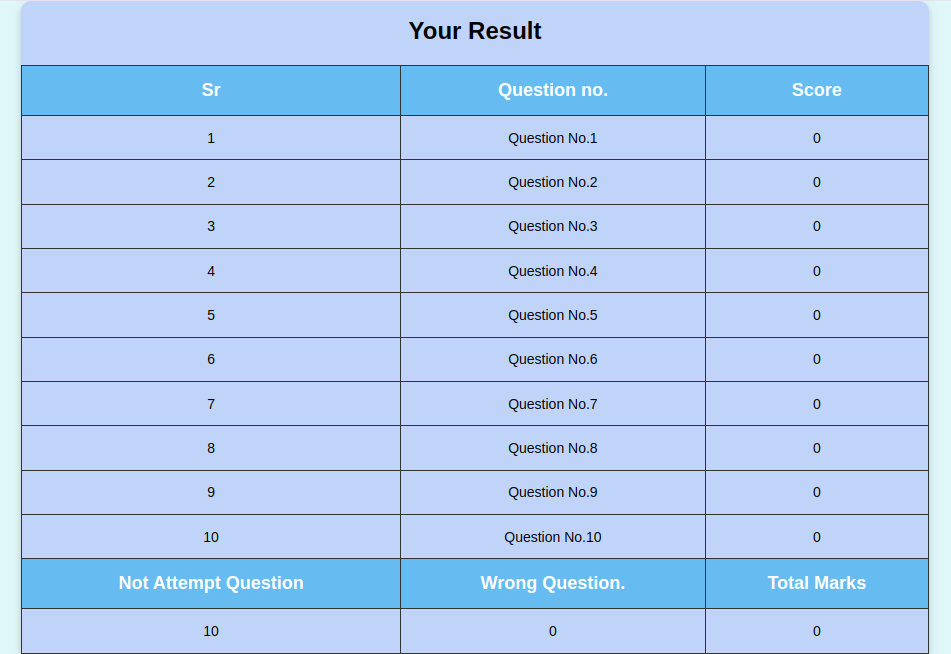 Your Result
Sr Question no. Score
1 Question No.1 0
2 Question No.2 0
3 Question No.3 0
4 Question No.4 0
5 Question No.5 0
6 Question No.6 0
7 Question No.7 0
8 Question No.8 0
9 Question No.9 0
10 Question No.10 0
Not Attempt Question Wrong Question. Total Marks
10 0 0